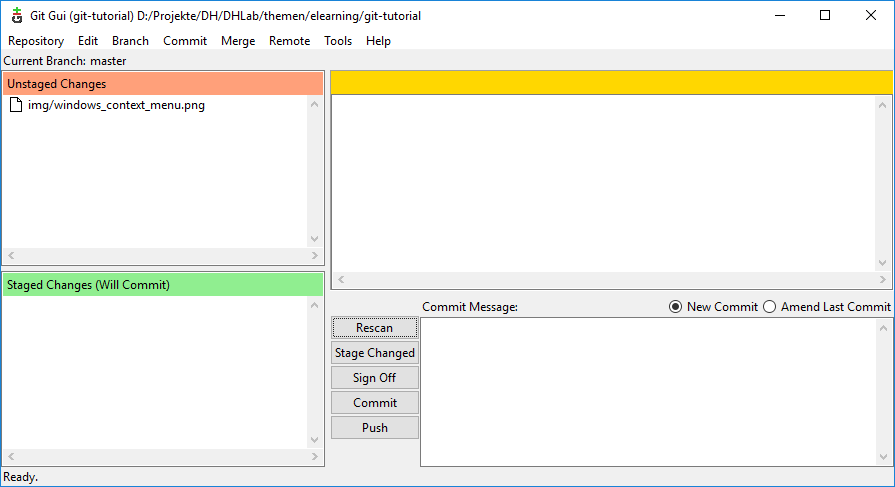 Git Gui (git-tutorial) D:/Projekte/DH/DHLab/themen/elearning/git-tutorial
Repository Edit Branch Commit Merge Remote Tools Help
Current Branch: master
Unstaged Changes
img/windows_context_menu.png
Staged Changes (Will Commit)
Commit Message: New Commit Amend Last Commit
Rescan
Stage Changed
Sign Off
Commit
Push
Ready.